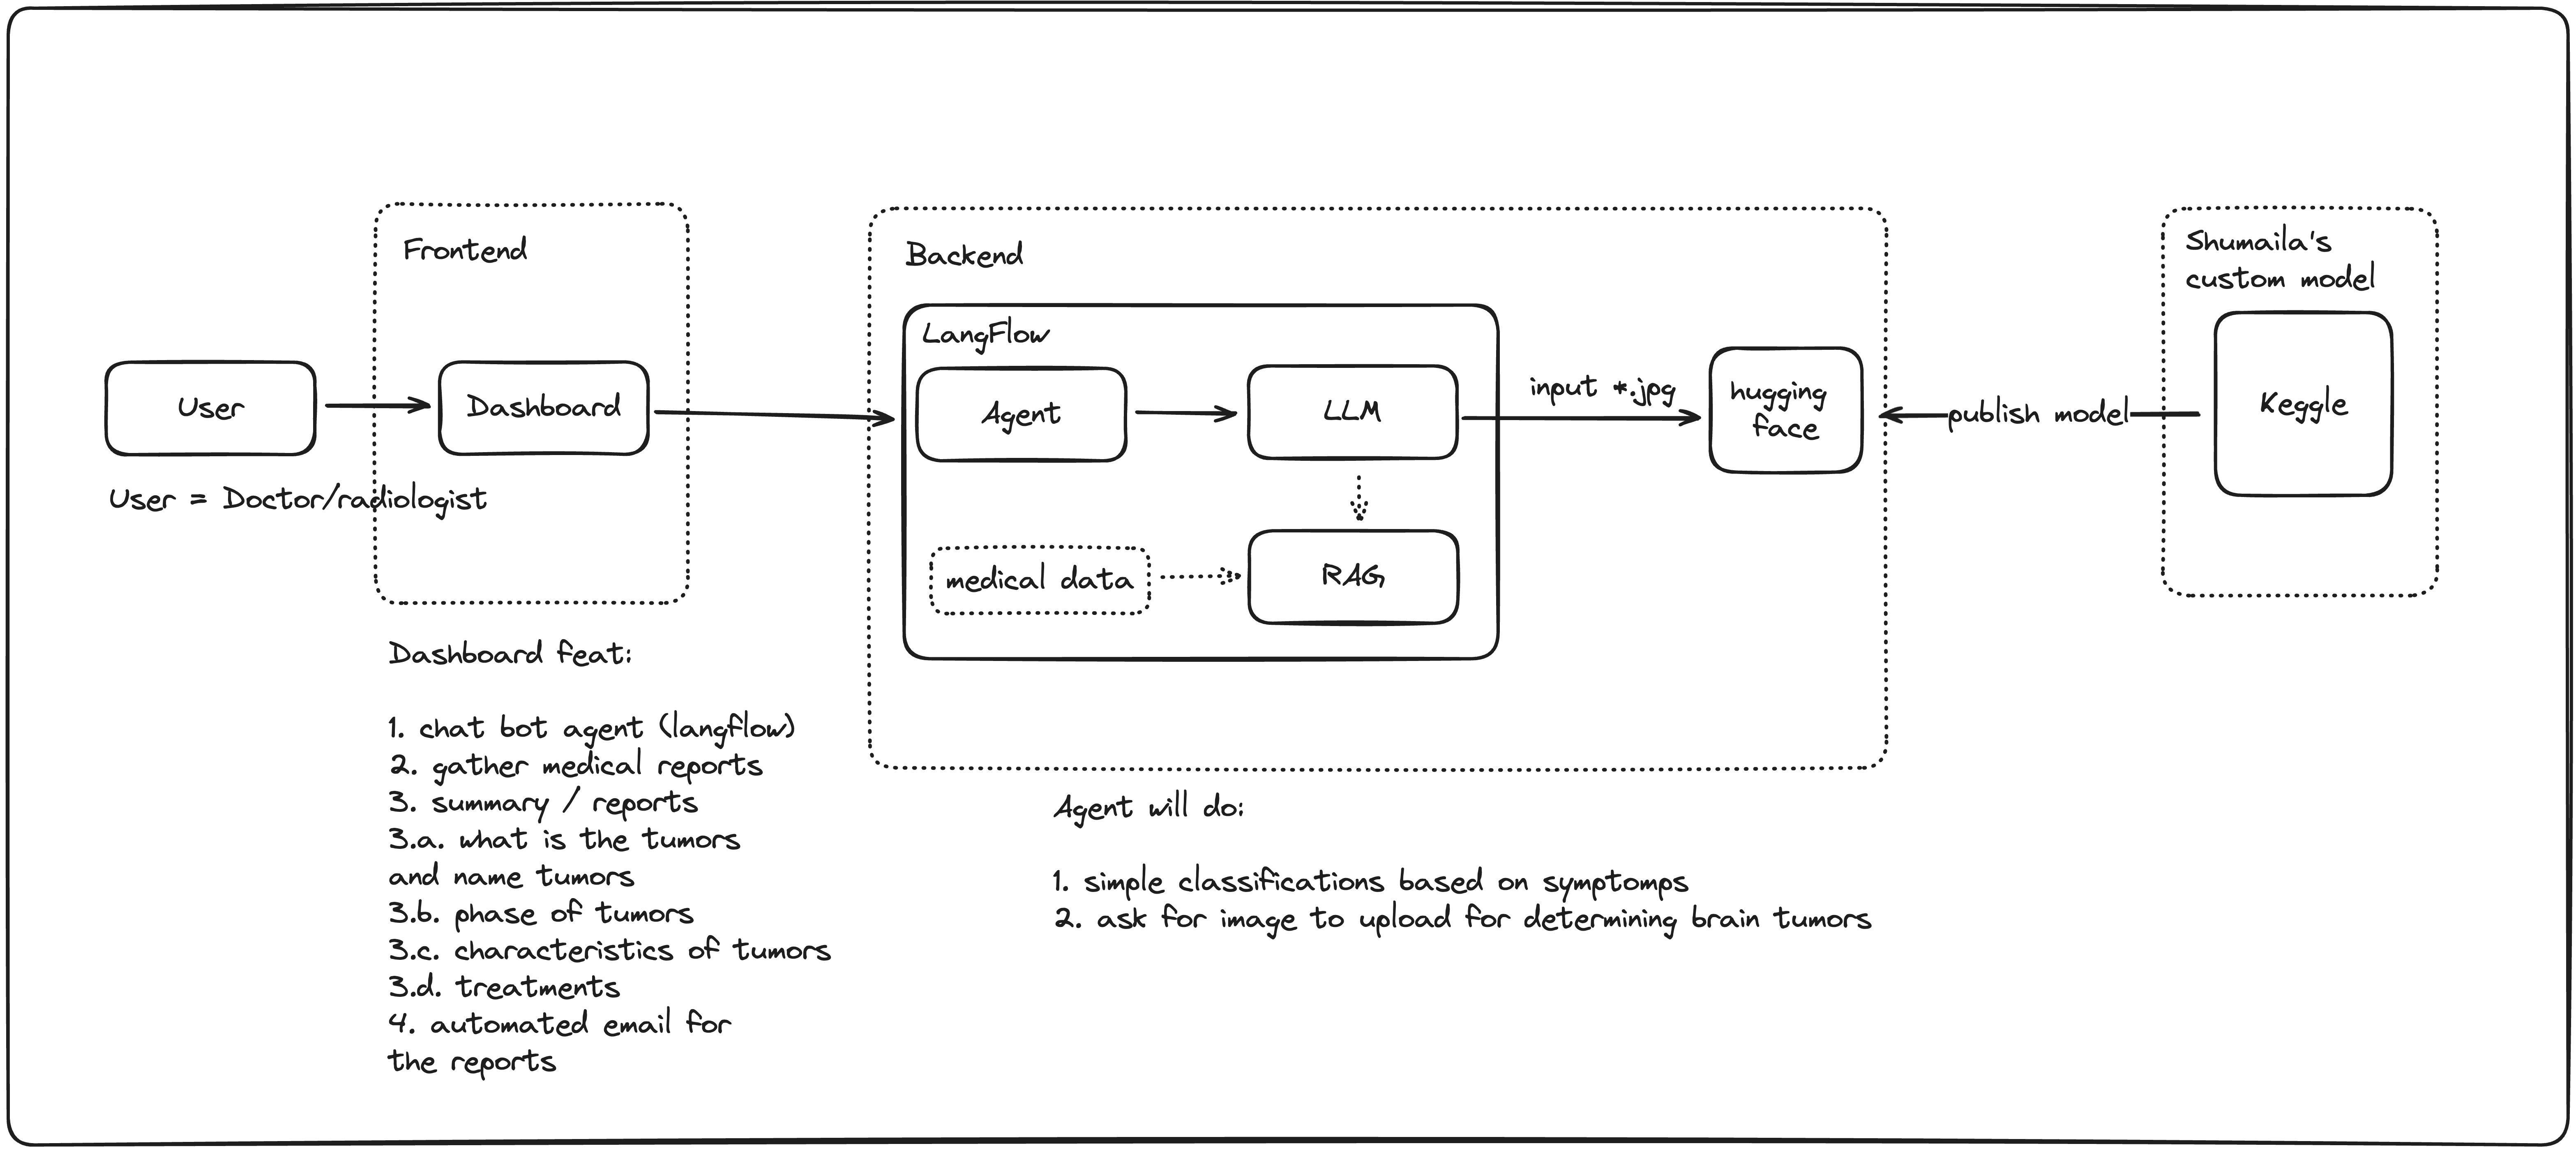 Frontend
User
Dashboard
User = Doctor/radiologist
Dashboard feat:
1. chat bot agent (langflow)
2. gather medical reports
3. summary / reports
3.a. what is the tumors
and name tumors
3.b. phase of tumors
3.c. characteristics of tumors
3.d. treatments
4. automated email for
the reports
Backend
LangFlow
Agent
LLM
medical data
RAG
input *.jpg
hugging
face
Agent will do:
1. simple classifications based on symptomps
2. ask for image to upload for determining brain tumors
publish model
Shumaila's
custom model
Keggle